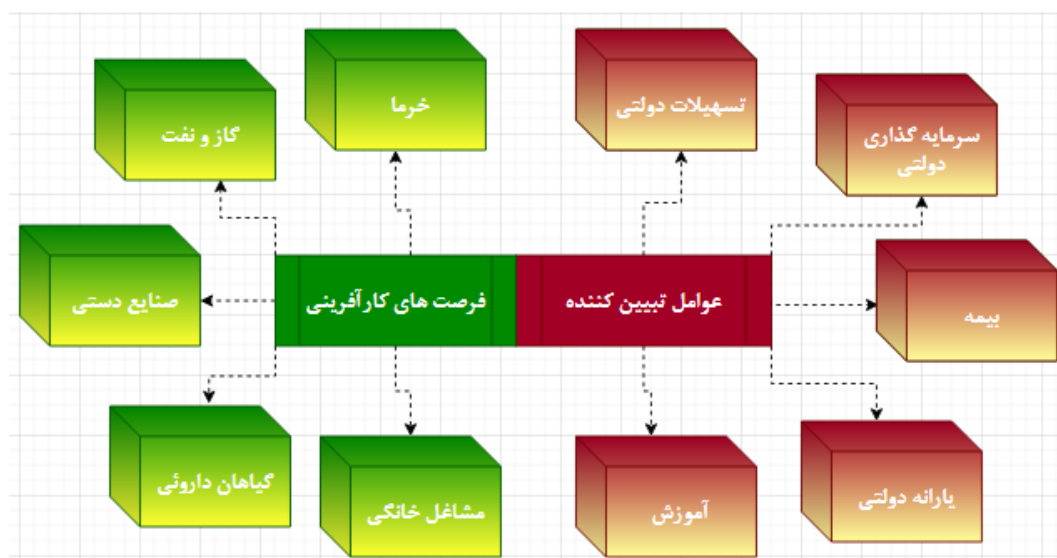 خرما
تسهیلات دولتی
گاز و نفت
سرمایه گذاری
دولتی
صنایع دستی
فرصت های کارآفرینی
عوامل تبیین کننده
بیمه
گیاهان داروئی
مشاغل خانگی
آموزش
یارانه دولتی